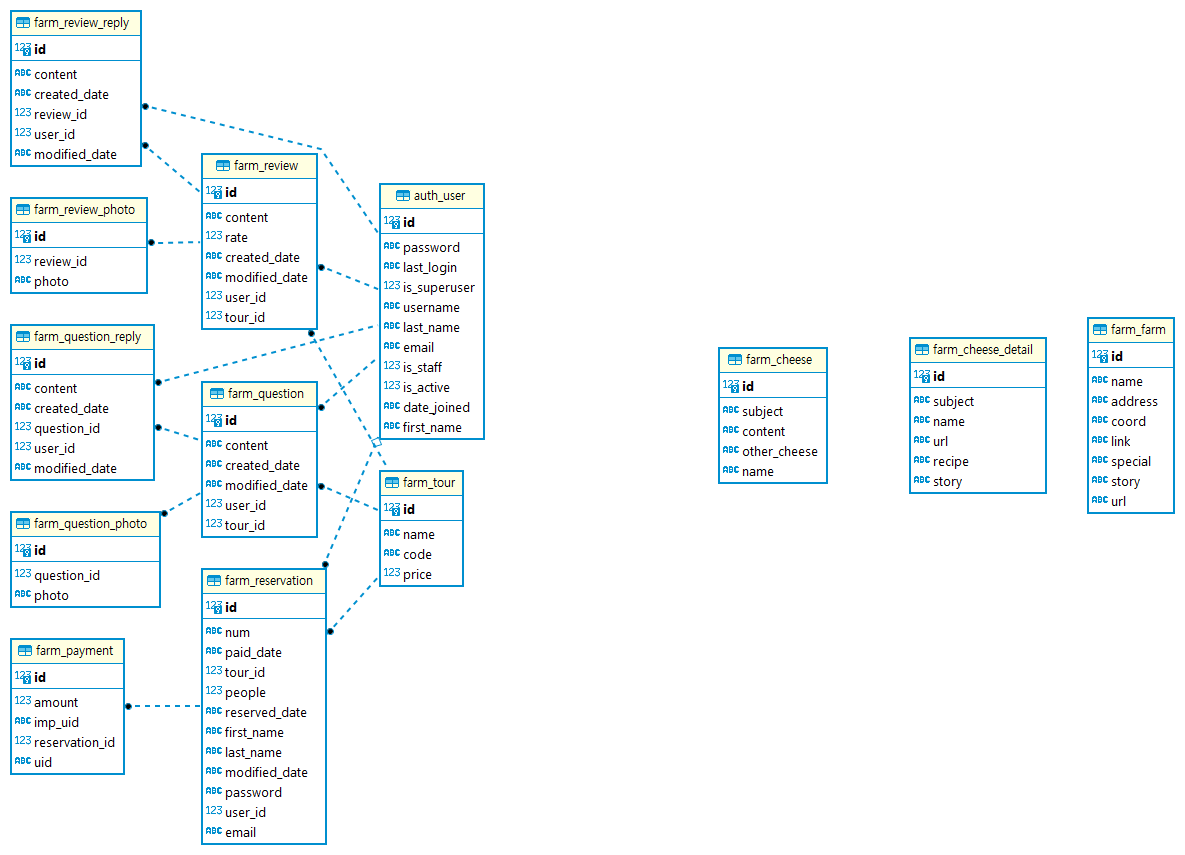 farm_review_reply
123 id
ABC content
ABC created_date
123 review_id
123 user_id
ABC modified_date
farm_review_photo
123 id
123 review_id
ABC photo
farm_question_reply
123 id
ABC content
ABC created_date
123 question_id
123 user_id
ABC modified_date
farm_question_photo
123 id
123 question_id
ABC photo
farm_payment
123 id
123 amount
ABC imp_uid
123 reservation_id
ABC uid
farm_review
123 id
ABC content
123 rate
ABC created_date
ABC modified_date
123 user_id
123 tour_id
farm_question
123 id
ABC content
ABC created_date
ABC modified_date
123 user_id
123 tour_id
farm_reservation
123 id
ABC num
ABC paid_date
123 tour_id
123 people
ABC reserved_date
ABC first_name
ABC last_name
ABC modified_date
ABC password
123 user_id
ABC email
auth_user
123 id
ABC password
ABC last_login
123 is_superuser
ABC username
ABC last_name
ABC email
123 is_staff
123 is_active
ABC date_joined
ABC first_name
farm_tour
123 id
ABC name
ABC code
123 price
farm_cheese
123 id
ABC subject
ABC content
ABC other_cheese
ABC name
farm_cheese_detail
123 id
ABC subject
ABC name
ABC url
ABC recipe
ABC story
farm_farm
123 id
ABC name
ABC address
ABC coord
ABC link
ABC special
ABC story
ABC url